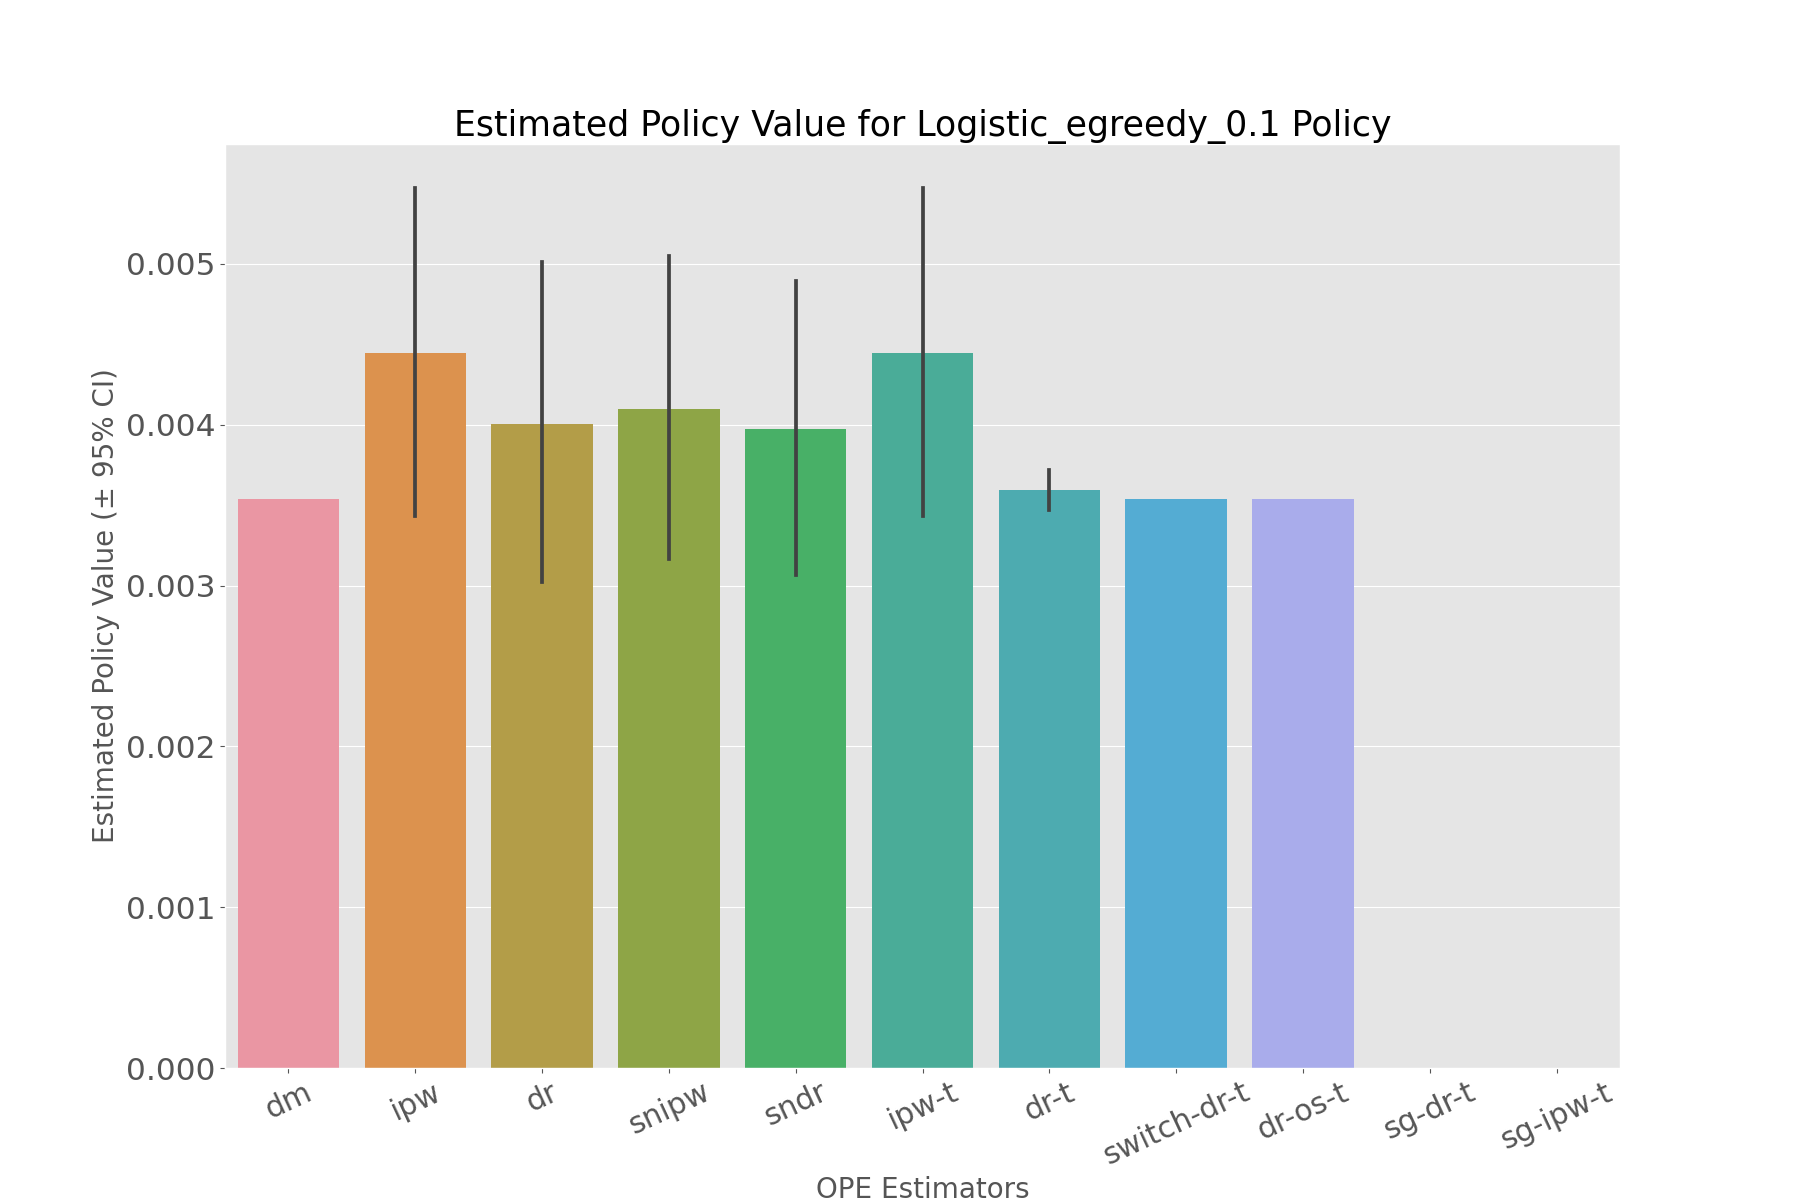 Estimated Policy Value for Logistic_egreedy_0.1 Policy
Estimated Policy Value (± 95% CI)
0.005
0.004
0.003
0.002
0.001
0.000
dm
ipw
dr
snipw
sndr
ipw-t
dr-t
switch-dr-t
dr-os-t
sg-dr-t
sg-ipw-t
OPE Estimators